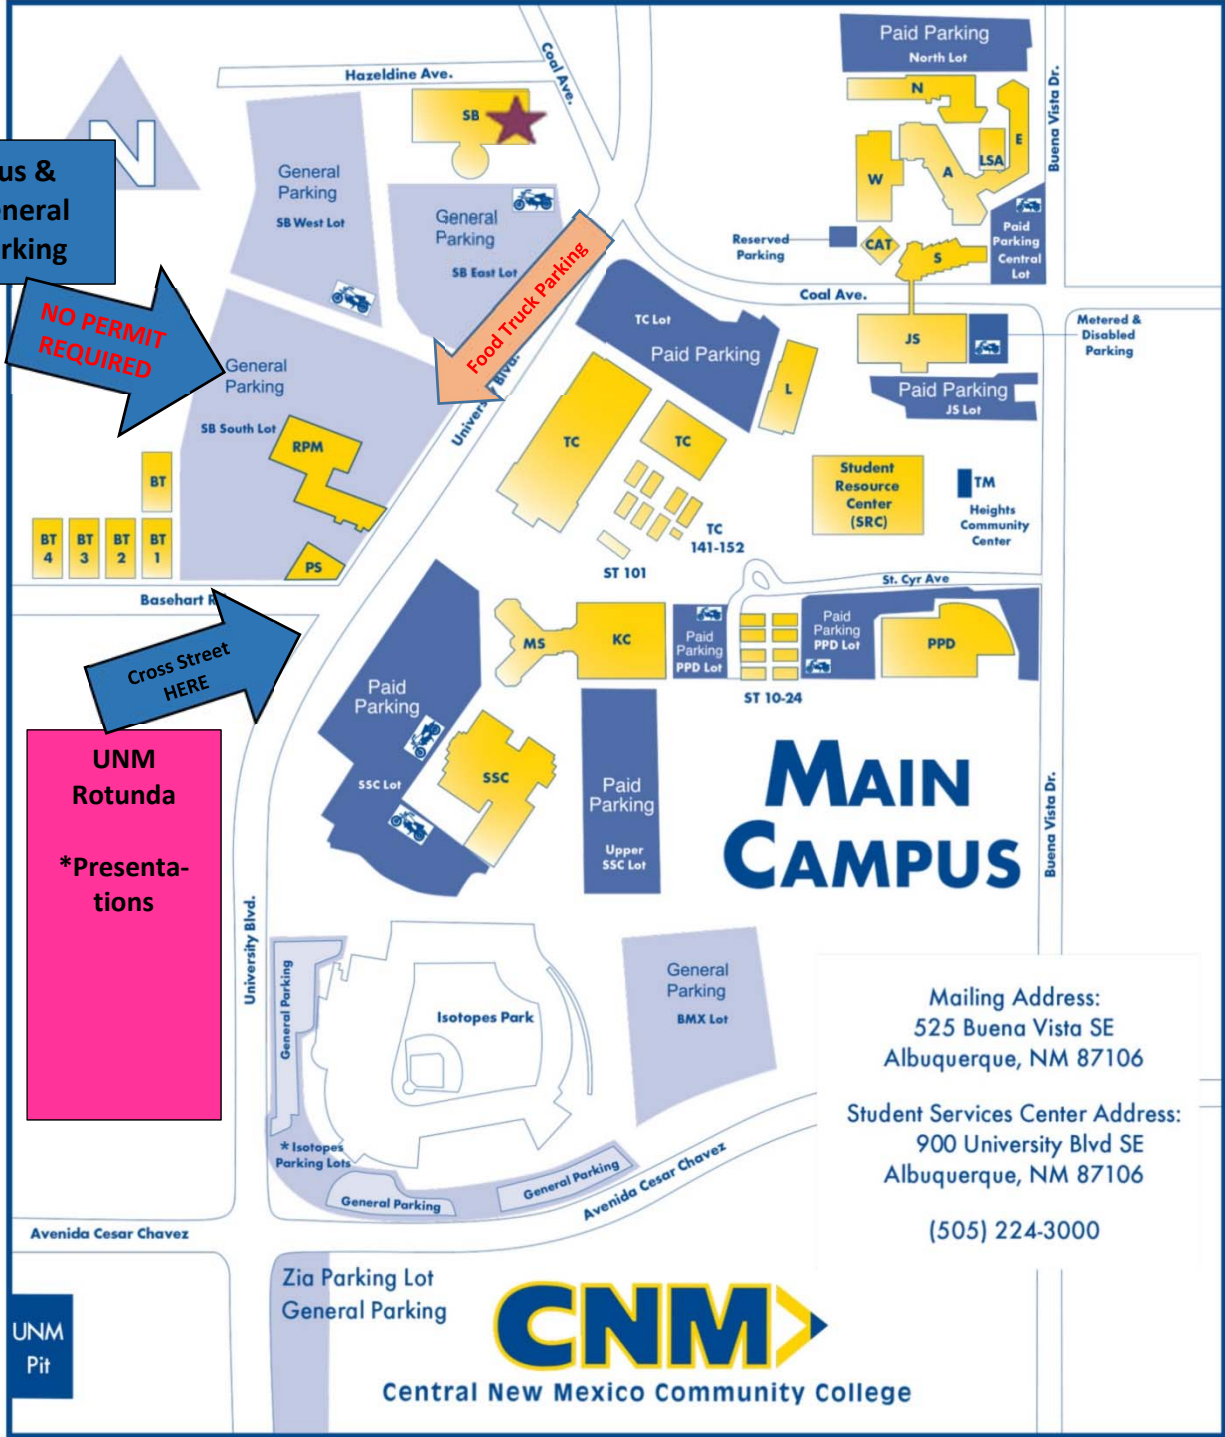 Paid Parking
North Lot
Hazeldine Ave.
Coal Ave.
Buena Vista Dr.
N
SB
N
E
LSA
A
W
us &
eneral
rking
General
Parking
SB West Lot
General
Parking
SB East Lot
Reserved
Parking
CAT
S
Paid
Parking
Central
Lot
Food Truck Parking
NO PERMIT
REQUIRED
Coal Ave.
TC Lot
Paid Parking
JS
Metered &
Disabled
Parking
General
Parking
SB South Lot
L
Paid Parking
JS Lot
University Blvd.
RPM
TC
TC
BT
Student
Resource
Center
(SRC)
TM
Heights
Community
Center
BT
4
BT
3
BT
2
BT
1
TC
141-152
ST 101
PS
Basehart R
St. Cyr Ave
MS
KC
Paid
Parking
PPD Lot
Paid
Parking
PPD Lot
PPD
ST 10-24
Cross Street
HERE
Paid
Parking
SSC Lot
SSC
Paid
Parking
Upper
SSC Lot
MAIN
CAMPUS
UNM
Rotunda
*Presenta-
tions
Buena Vista Dr.
University Blvd.
General Parking
Isotopes Park
General
Parking
BMX Lot
Mailing Address:
525 Buena Vista SE
Albuquerque, NM 87106
Student Services Center Address:
900 University Blvd SE
Albuquerque, NM 87106
(505) 224-3000
* Isotopes
Parking Lots
General Parking
General Parking
Avenida Cesar Chavez
Avenida Cesar Chavez
Zia Parking Lot
General Parking
UNM
Pit
CNM
Central New Mexico Community College